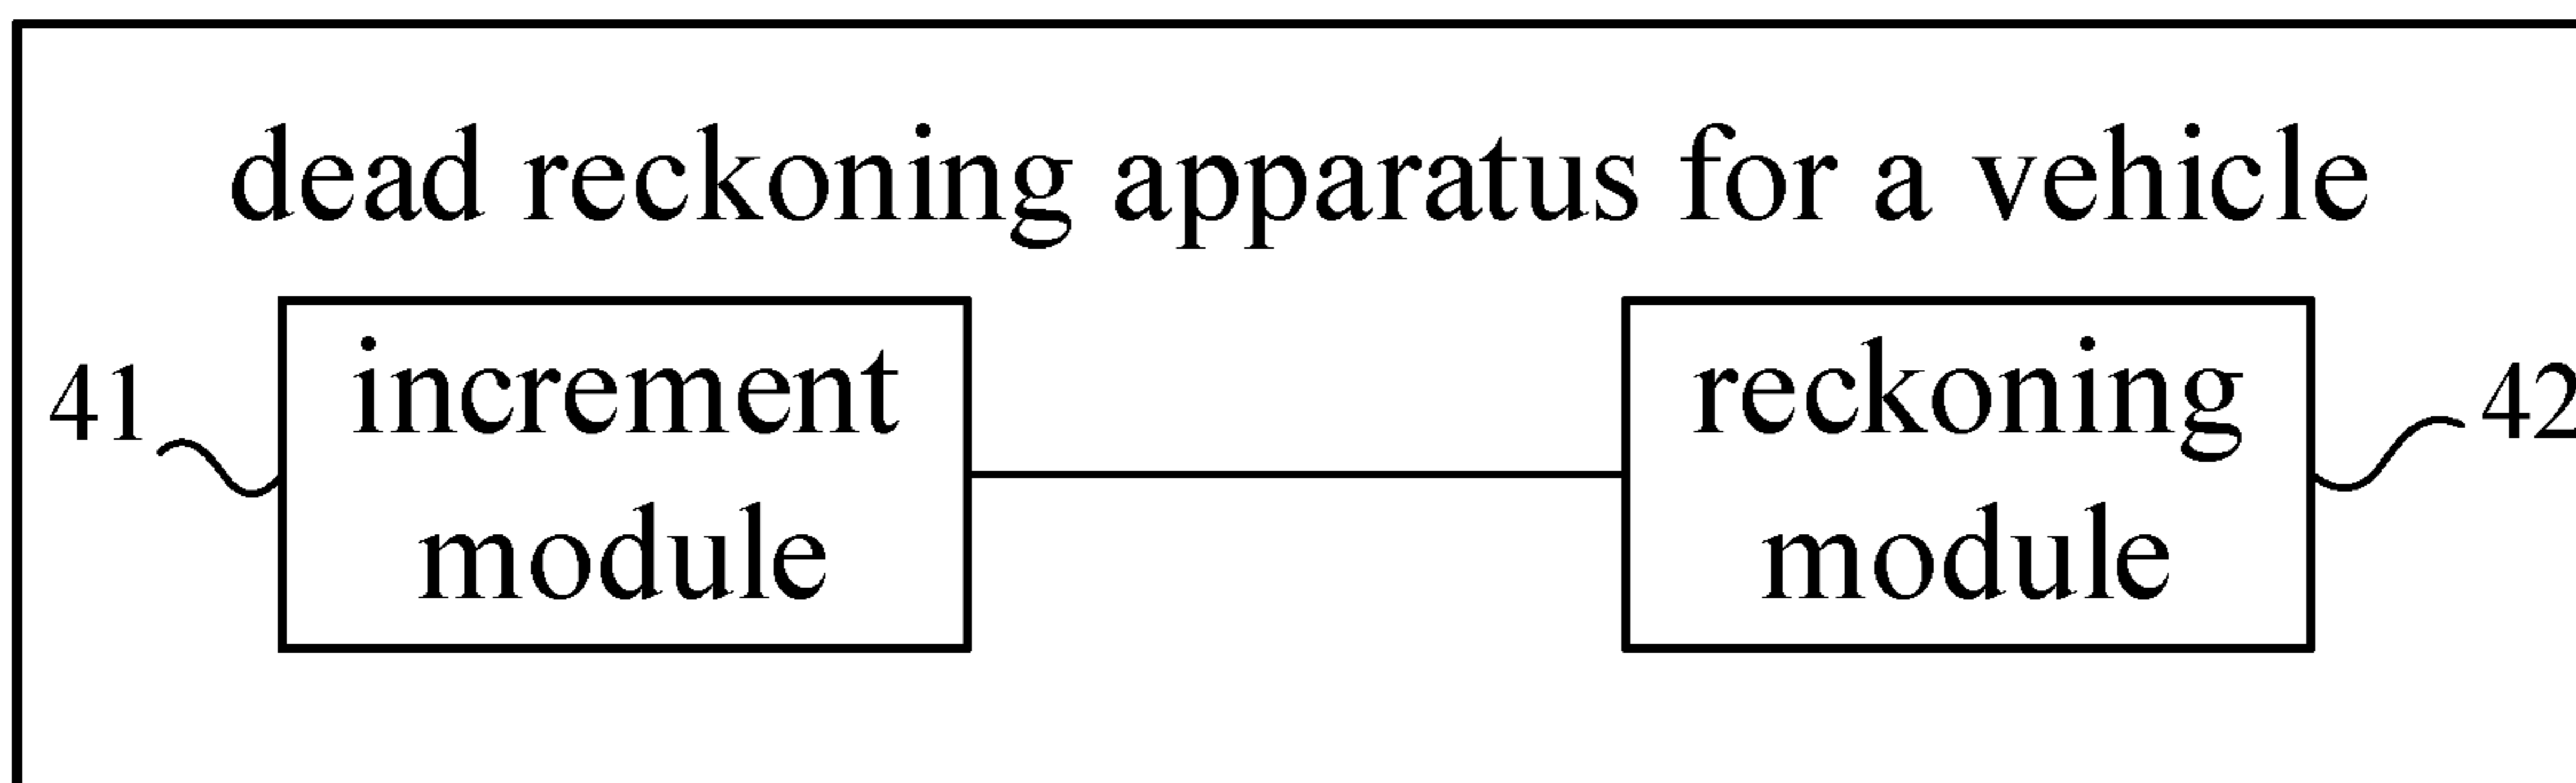 dead reckoning apparatus for a vehicle
41
increment
module
reckoning
module
42